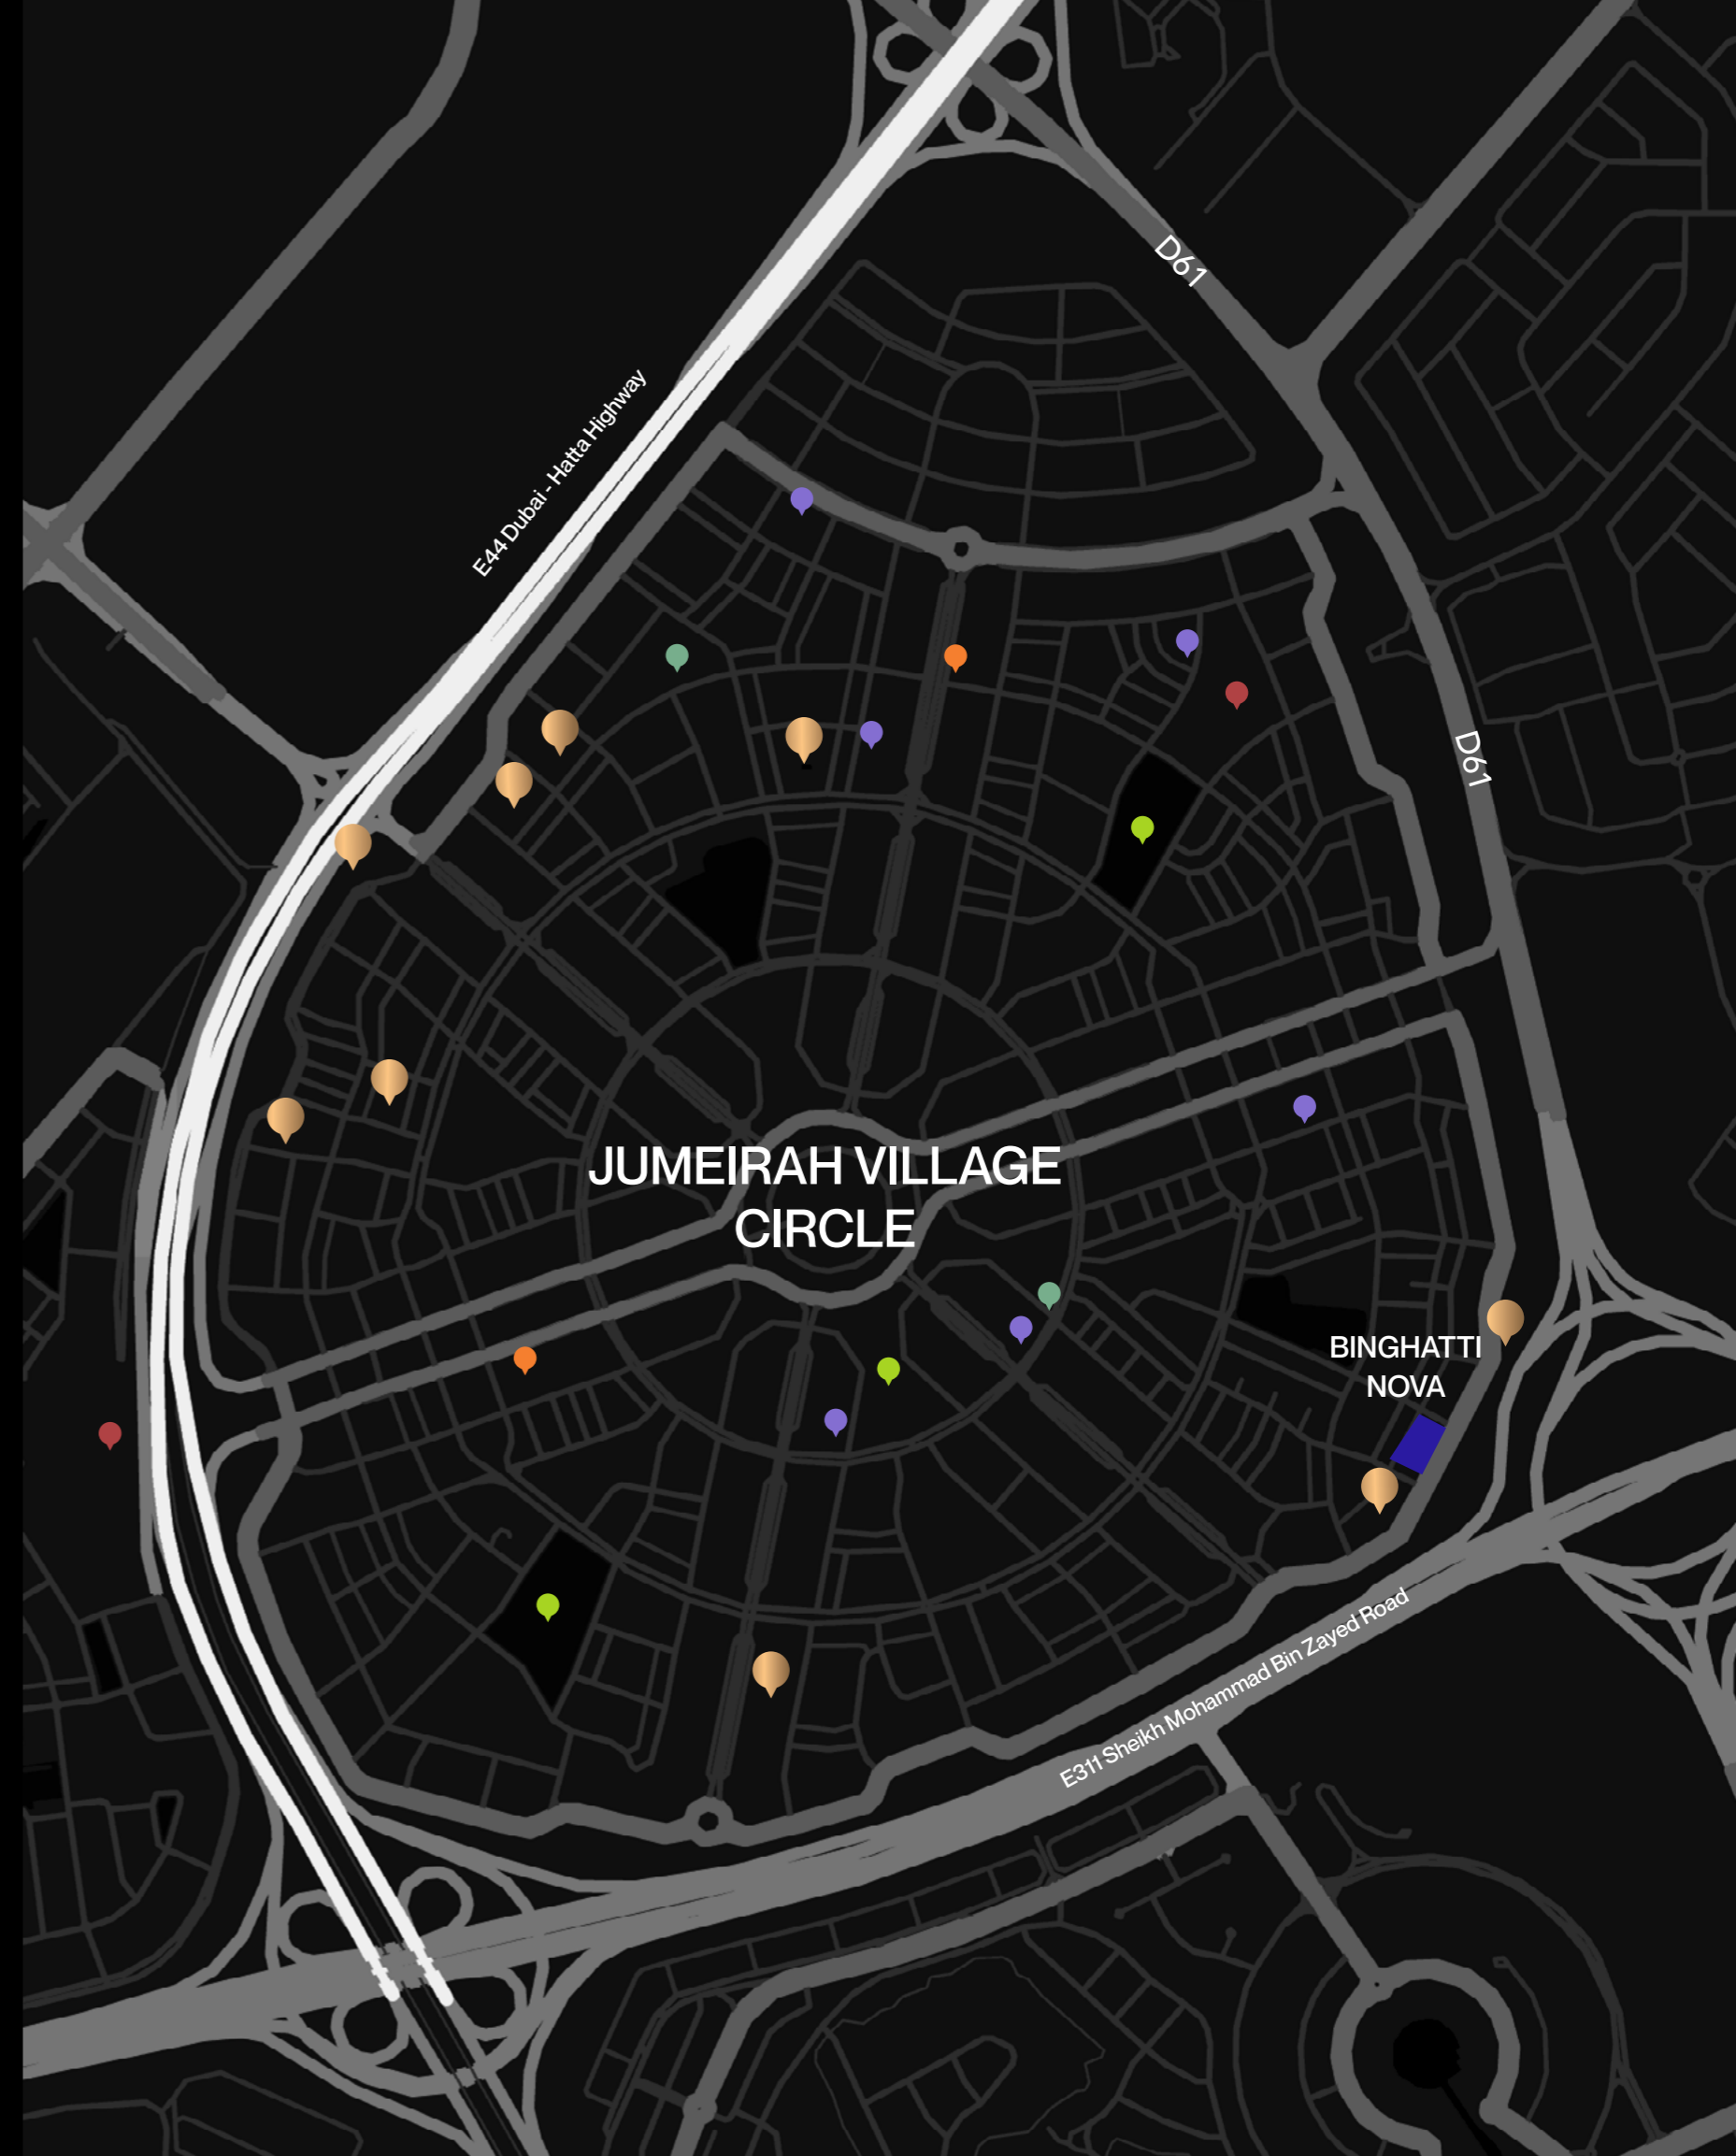 D61
E44 Dubai - Hatta Highway
D61
JUMEIRAH VILLAGE
CIRCLE
BINGHATTI
NOVA
E311 Sheikh Mohammad Bin Zayed Road